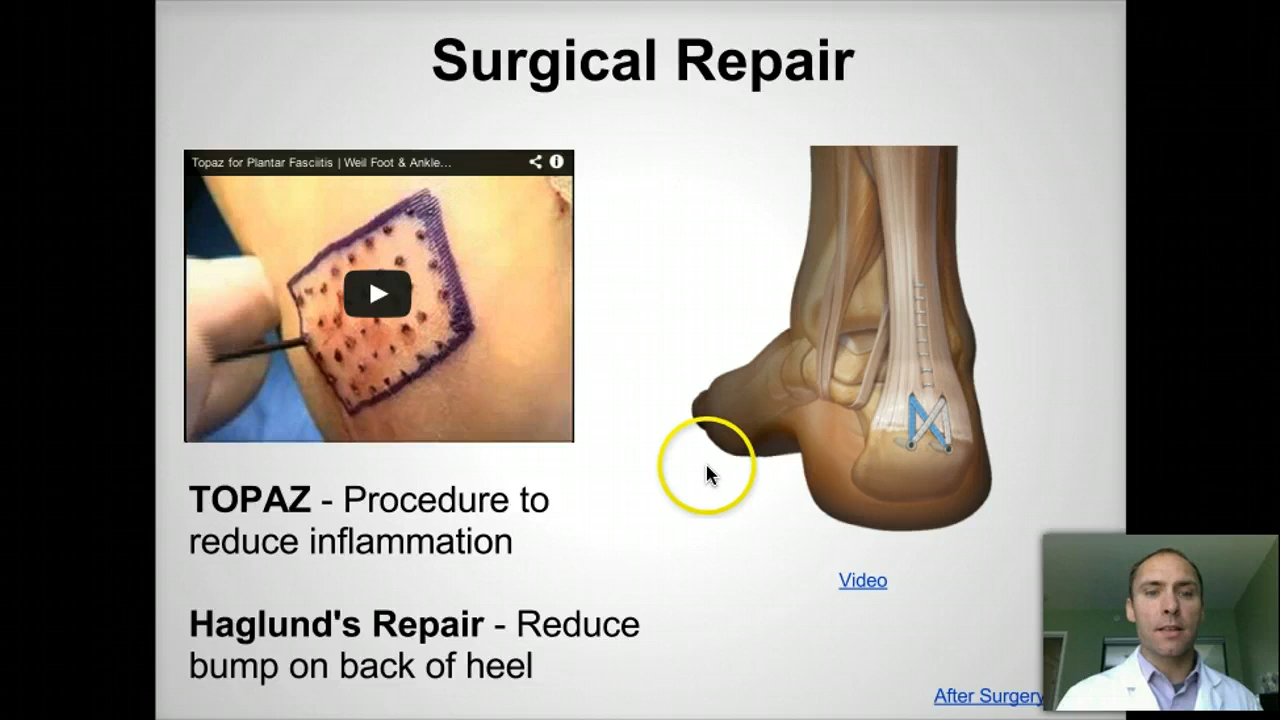 Surgical Repair
Topaz for Plantar Fasciitis | Weil Foot & Ankle...
TOPAZ - Procedure to
reduce inflammation
Video
Haglund's Repair - Reduce
bump on back of heel
After Surgery